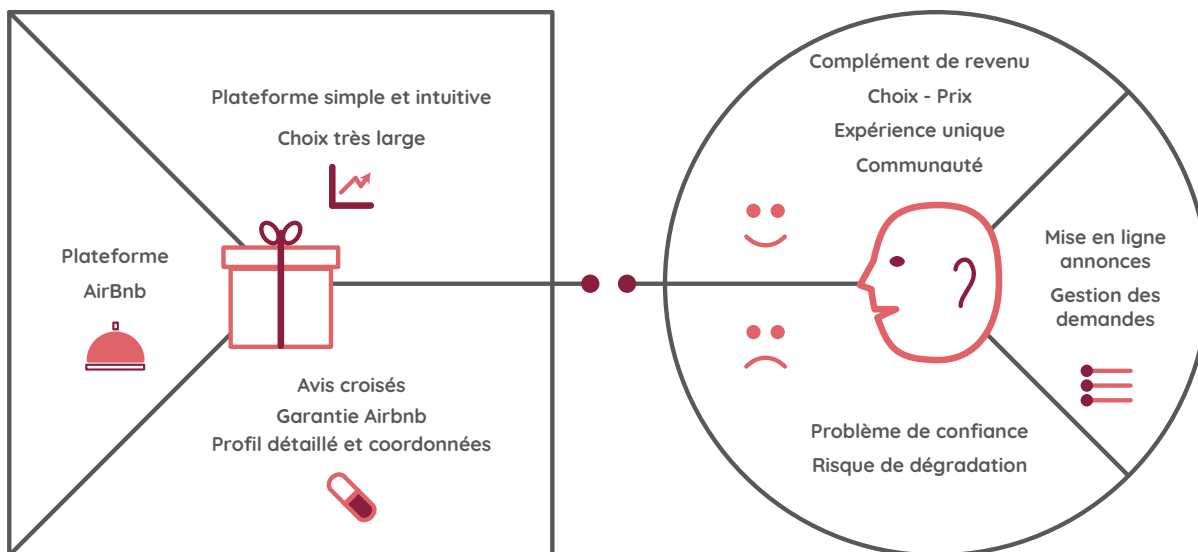 Plateforme simple et intuitive
Choix très large
Plateforme
AirBnb
Avis croisés
Garantie Airbnb
Profil détaillé et coordonnées
Complément de revenu
Choix - Prix
Expérience unique
Communauté
Mise en ligne
annonces
Gestion des
demandes
Problème de confiance
Risque de dégradation